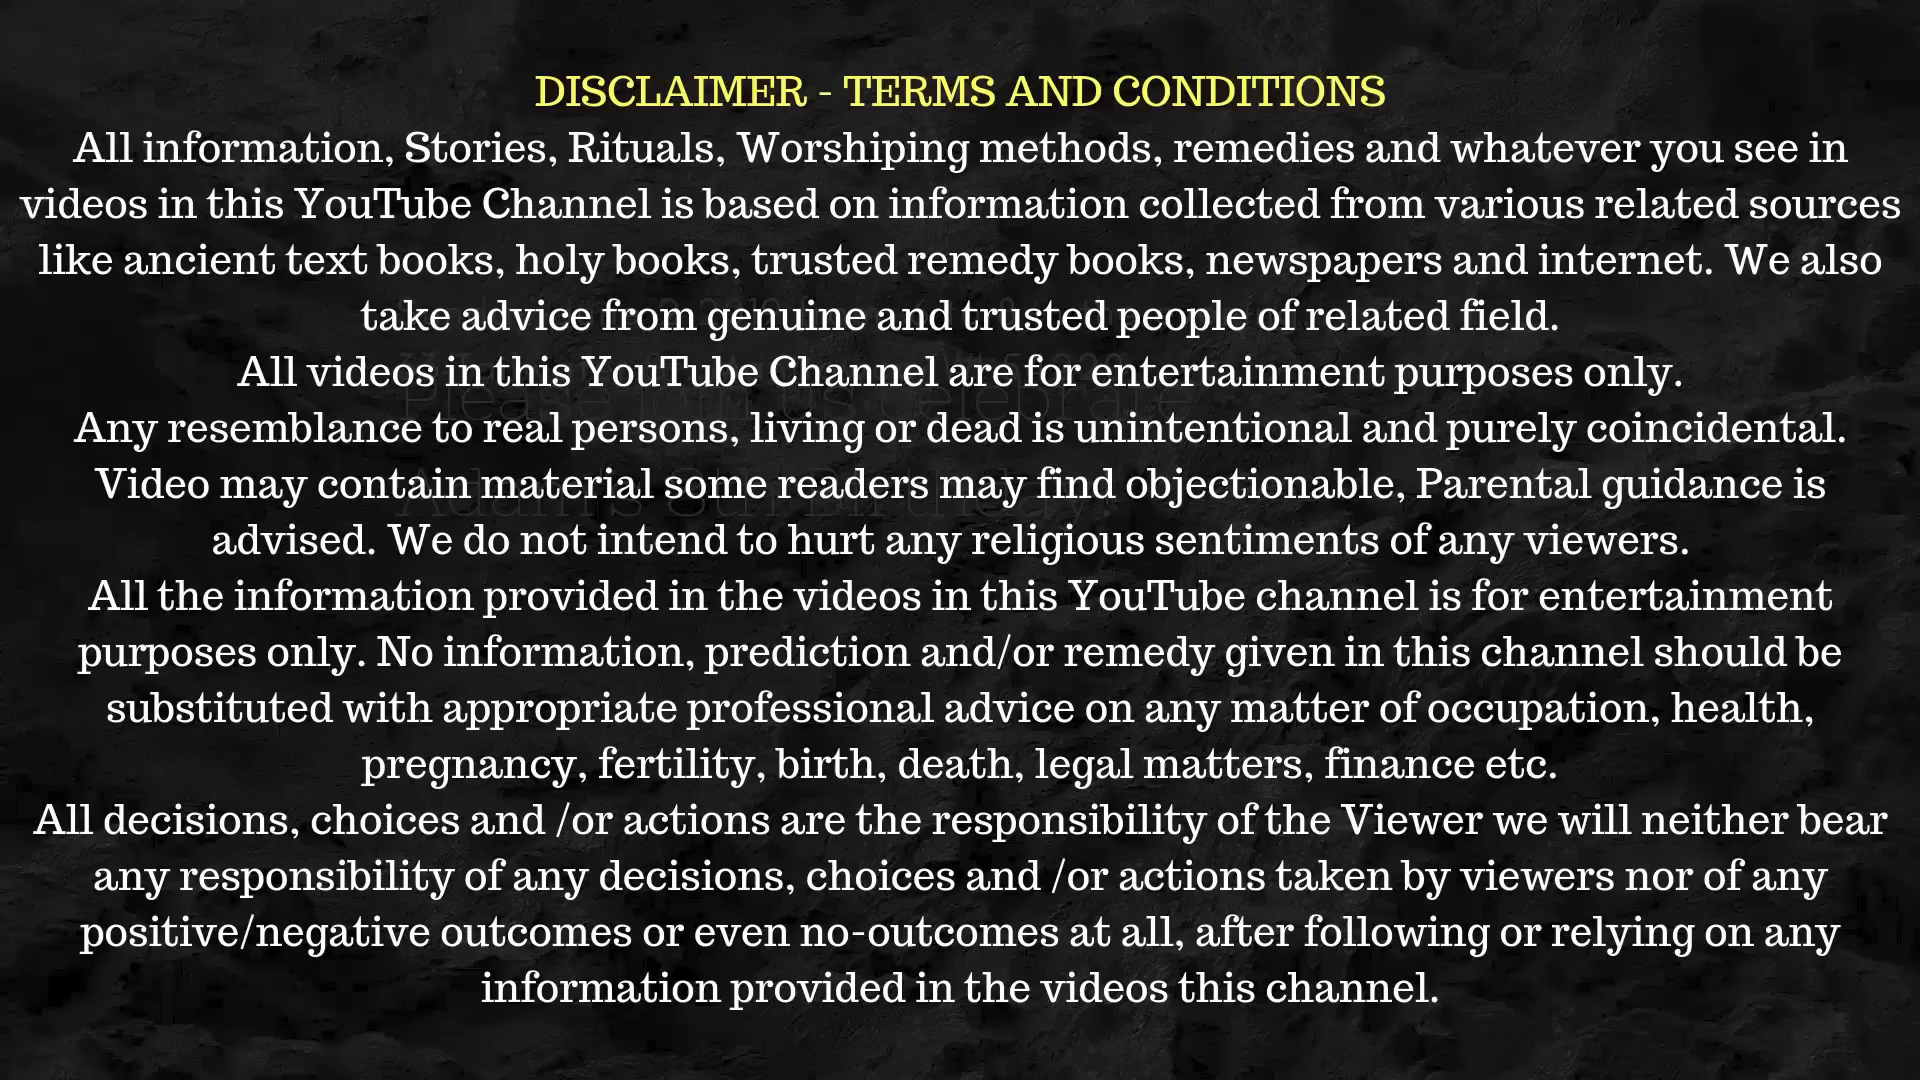 DISCLAIMER - TERMS AND CONDITIONS
All information, Stories, Rituals, Worshiping methods, remedies and whatever you see in
videos in this YouTube Channel is based on information collected from various related sources
like ancient text books, holy books, trusted remedy books, newspapers and internet. We also
take advice from genuine and trusted people of related field.
All videos in this YouTube Channel are for entertainment purposes only.
Please join us celebrate
Any resemblance to real persons, living or dead is unintentional and purely coincidental.
Video may contain material some readers may find objectionable, Parental guidance is
Adam's 8th Birthday
advised. We do not intend to hurt any religious sentiments of any viewers.
All the information provided in the videos in this YouTube channel is for entertainment
purposes only. No information, prediction and/or remedy given in this channel should be
substituted with appropriate professional advice on any matter of occupation, health,
pregnancy, fertility, birth, death, legal matters, finance etc.
All decisions, choices and /or actions are the responsibility of the Viewer we will neither bear
any responsibility of any decisions, choices and /or actions taken by viewers nor of any
positive/negative outcomes or even no-outcomes at all, after following or relying on any
information provided in the videos this channel.